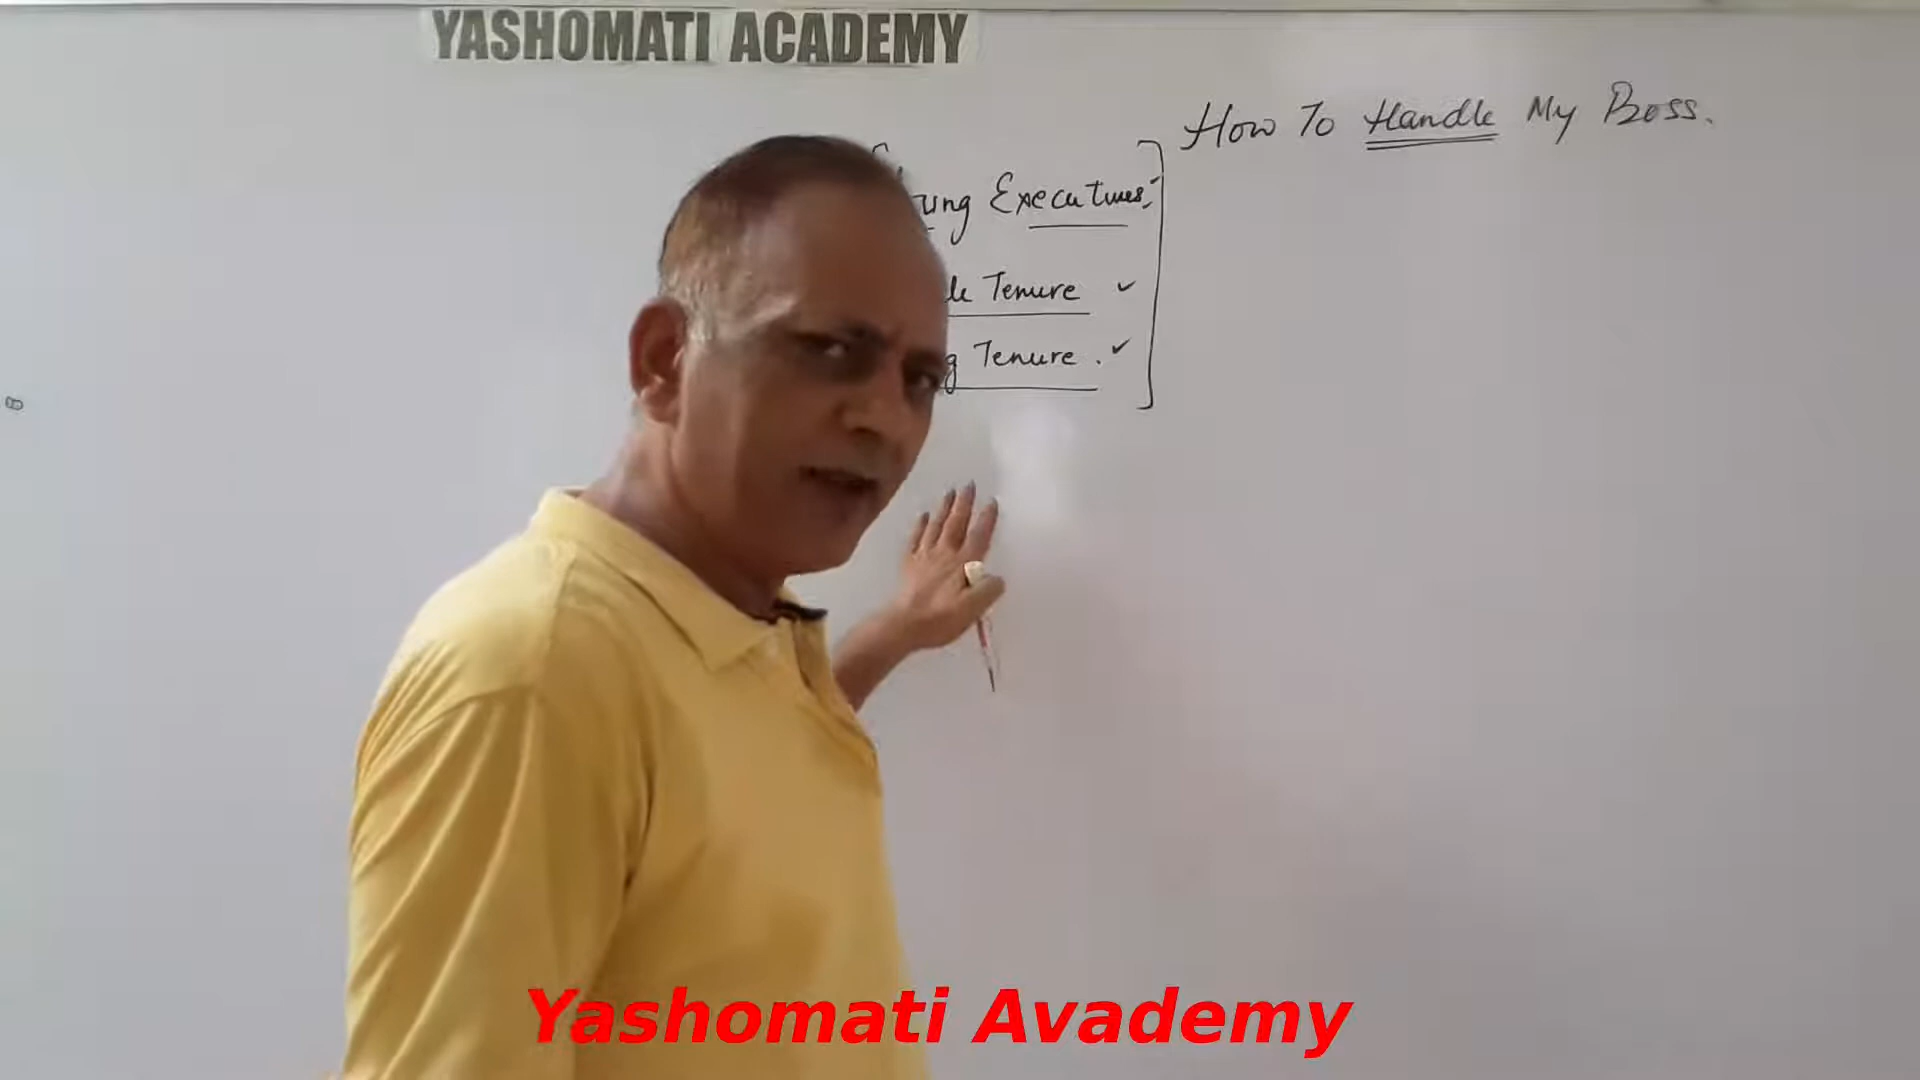 YASHOMATI ACADEMY
How To Handle My Boss.
Executives,
Tenure
Tenure.
Yashomati Avademy